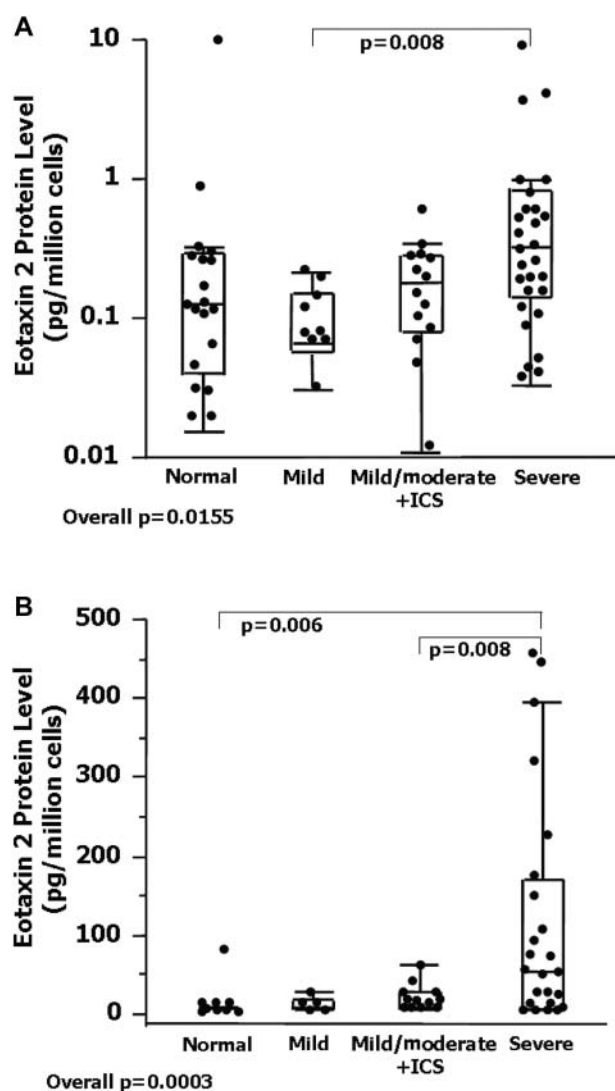 A
Eotaxin 2 Protein Level
(pg/million cells)
10
1
0.1
0.01
p=0.008
Normal
Mild
Mild/moderate
+ICS
Severe
Overall p=0.0155
B
Eotaxin 2 Protein Level
(pg/million cells)
500
400
300
200
100
0
p=0.006
p=0.008
Normal
Mild
Mild/moderate
+ICS
Severe
Overall p=0.0003